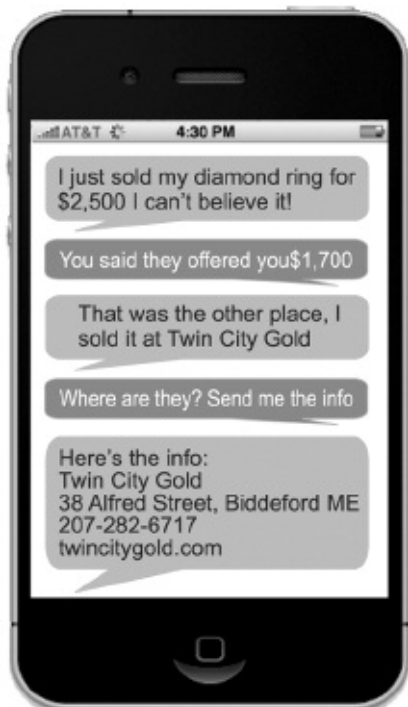 AT&T 4:30 PM
I just sold my diamond ring for
$2,500 I can't believe it!
You said they offered you$1,700
That was the other place, I
sold it at Twin City Gold
Where are they? Send me the info
Here's the info:
Twin City Gold
38 Alfred Street, Biddeford ME
207-282-6717
twincitygold.com